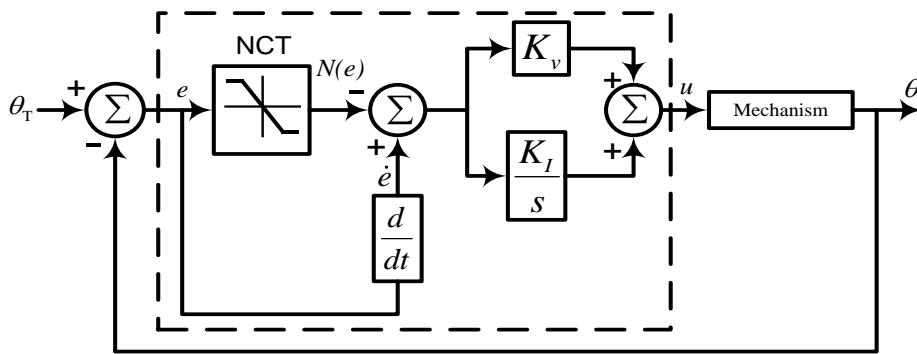 NCT
N(e)
K_v
+
θ_T
+
Σ
−
e
−
Σ
+
ė
d/dt
K_I/s
+
+
Σ
u
Mechanism
θ